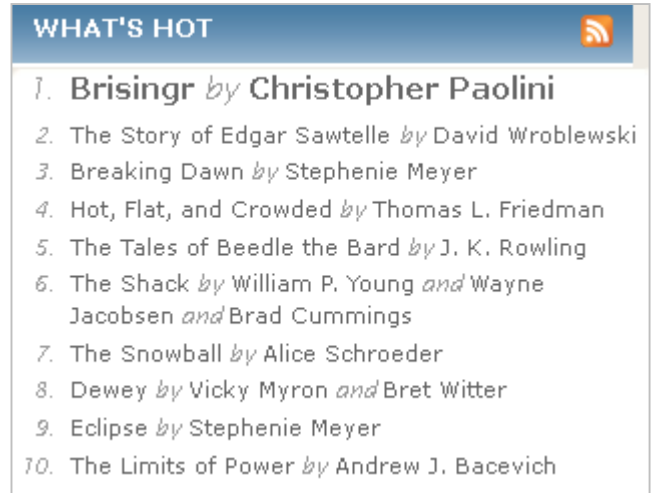 WHAT'S HOT
1. Brisingr by Christopher Paolini
2. The Story of Edgar Sawtelle by David Wroblewski
3. Breaking Dawn by Stephenie Meyer
4. Hot, Flat, and Crowded by Thomas L. Friedman
5. The Tales of Beedle the Bard by J. K. Rowling
6. The Shack by William P. Young and Wayne
Jacobsen and Brad Cummings
7. The Snowball by Alice Schroeder
8. Dewey by Vicky Myron and Bret Witter
9. Eclipse by Stephenie Meyer
10. The Limits of Power by Andrew J. Bacevich